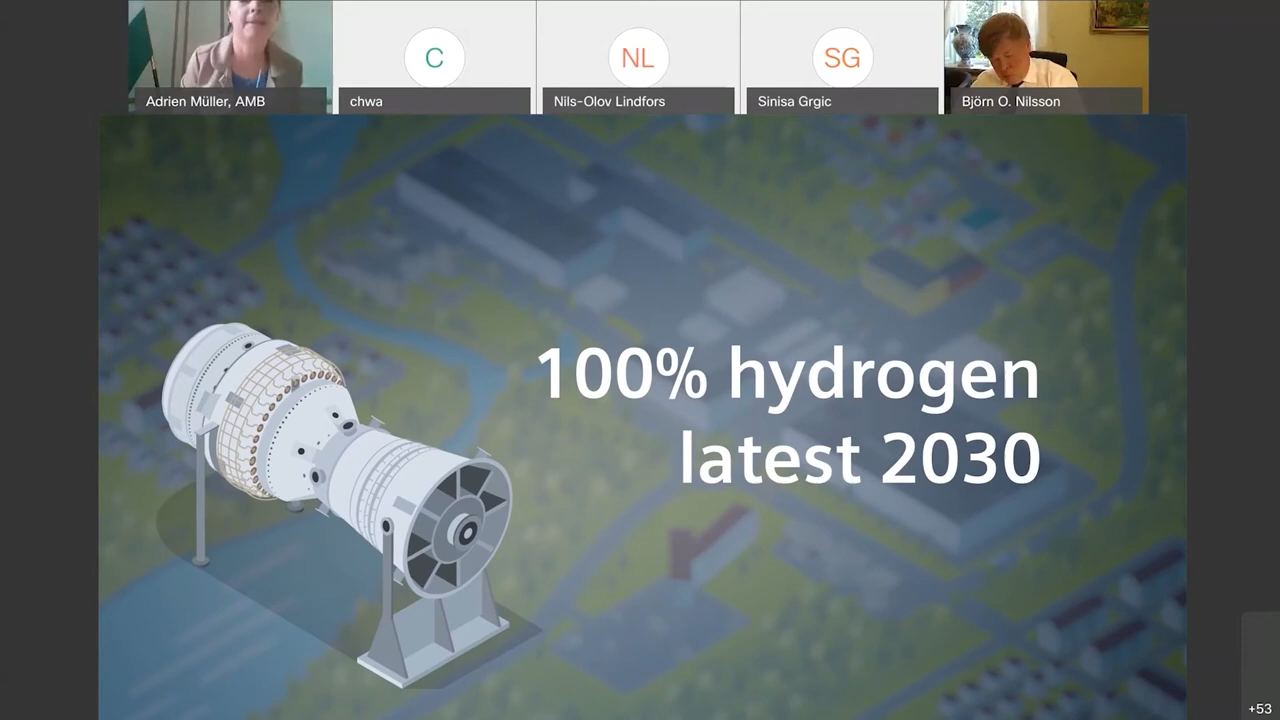 C
NL
SG
Adrien Müller, AMB
chwa
Nils-Olov Lindfors
Sinisa Grgic
Björn O. Nilsson
100% hydrogen
latest 2030
+53